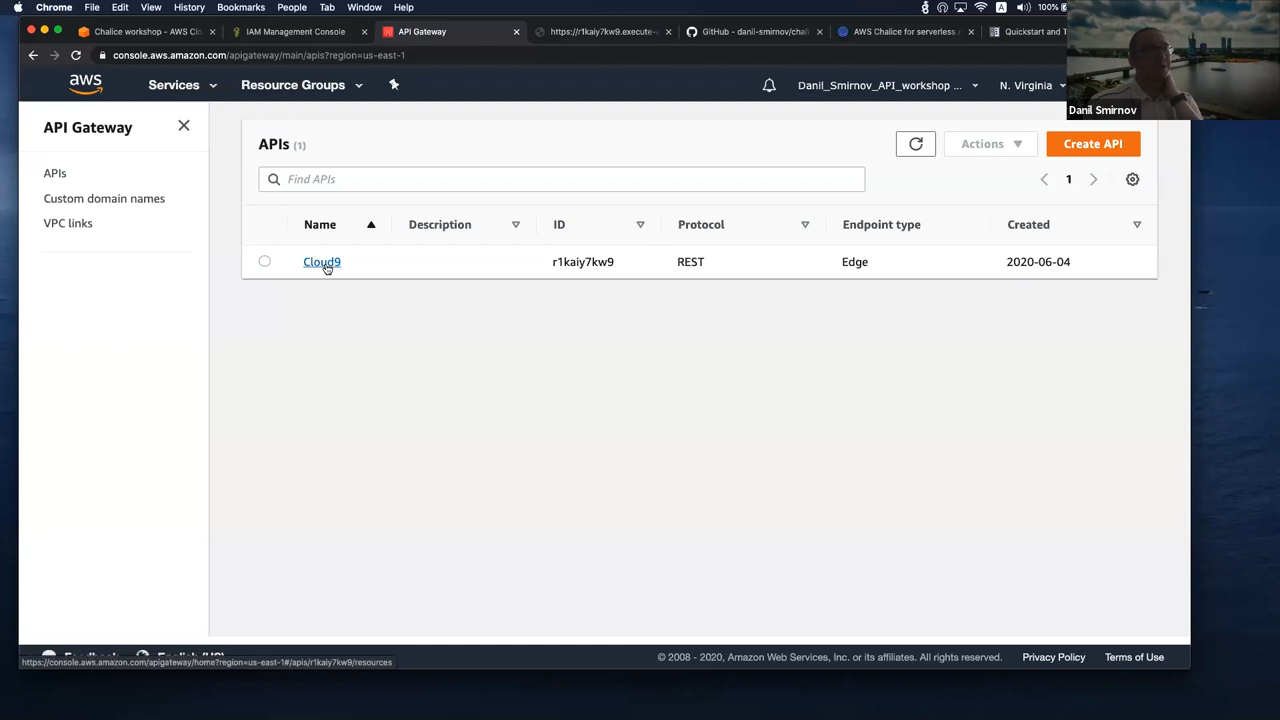 Chrome File Edit View History Bookmarks People Tab Window Help
A 100%
Chalice workshop - AWS Clo
IAM Management Console
API Gateway
https://r1kaiy7kw9.execute-
GitHub - danil-smirnov/chali
AWS Chalice for serverless
Quickstart and T
console.aws.amazon.com/apigateway/main/apis?region=us-east-1
aws Services Resource Groups Danil_Smirnov_API_workshop ... N. Virginia
Danil Smirnov
API Gateway
APIs
Custom domain names
VPC links
APIs (1)
Actions
Create API
Find APIs
1
Name Description ID Protocol Endpoint type Created
Cloud9 r1kaiy7kw9 REST Edge 2020-06-04
Feedback English (US)
© 2008 - 2020, Amazon Web Services, Inc. or its affiliates. All rights reserved. Privacy Policy Terms of Use
https://console.aws.amazon.com/apigateway/home?region=us-east-1#/apis/r1kaiy7kw9/resources